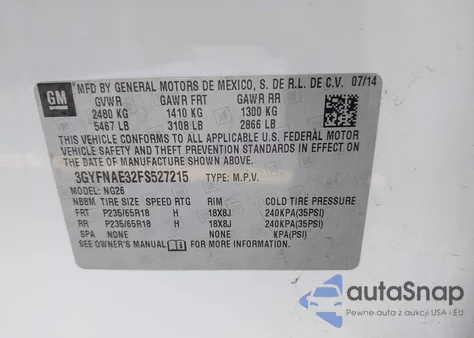 GM
MFD BY GENERAL MOTORS DE MEXICO, S. DE R.L. DE C.V. 07/14
GVWR GAWR FRT GAWR RR
2480 KG 1410 KG 1300 KG
5467 LB 3108 LB 2866 LB
THIS VEHICLE CONFORMS TO ALL APPLICABLE U.S. FEDERAL MOTOR
VEHICLE SAFETY AND THEFT PREVENTION STANDARDS IN EFFECT ON
THE DATE OF MANUFACTURE SHOWN ABOVE.
3GYFNAE32FS527215 TYPE: M.P.V.
MODEL: NG26
NBBM TIRE SIZE SPEED RTG RIM COLD TIRE PRESSURE
FRT P235/65R18 H 18X8J 240KPA(35PSI)
RR P235/65R18 H 18X8J 240KPA(35PSI)
SPA NONE NONE KPA(PSI)
SEE OWNER'S MANUAL FOR MORE INFORMATION.
autaSnap
Pewne auta z aukcji USA - EU